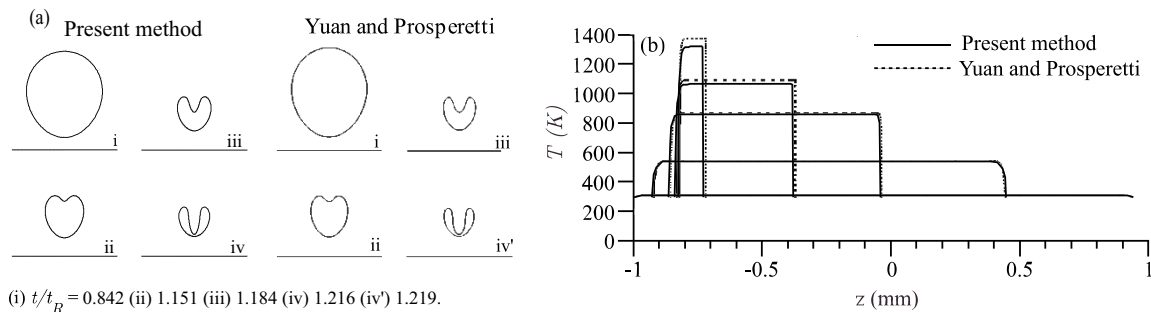 (a)
Present method
Yuan and Prosperetti
i
iii
i
iii
ii
iv
ii
iv'
(i) t/t_R = 0.842 (ii) 1.151 (iii) 1.184 (iv) 1.216 (iv') 1.219.
(b)
Present method
Yuan and Prosperetti
T (K)
1400
1200
1000
800
600
400
200
0
-1
-0.5
0
0.5
1
z (mm)